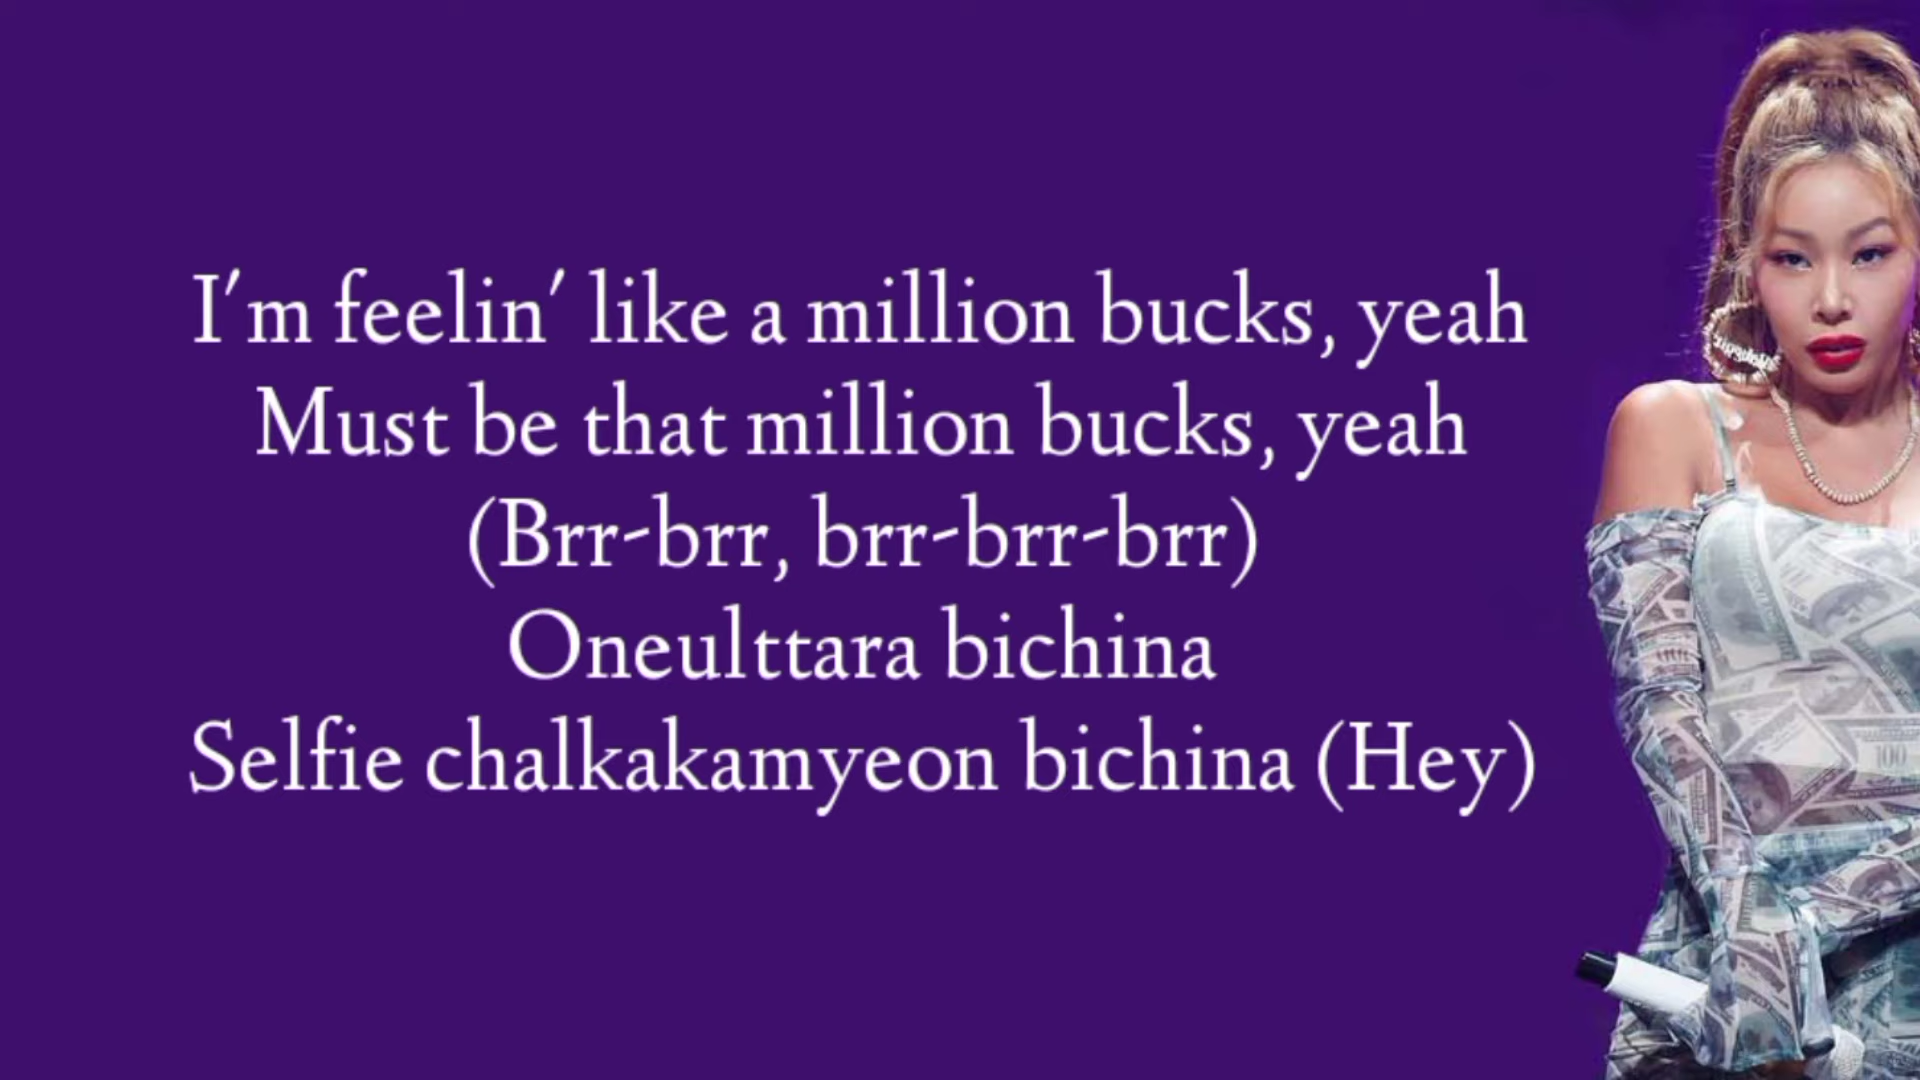 I'm feelin' like a million bucks, yeah
Must be that million bucks, yeah
(Brr-brr, brr-brr-brr)
Oneulttara bichina
Selfie chalkakamyeon bichina (Hey)
100